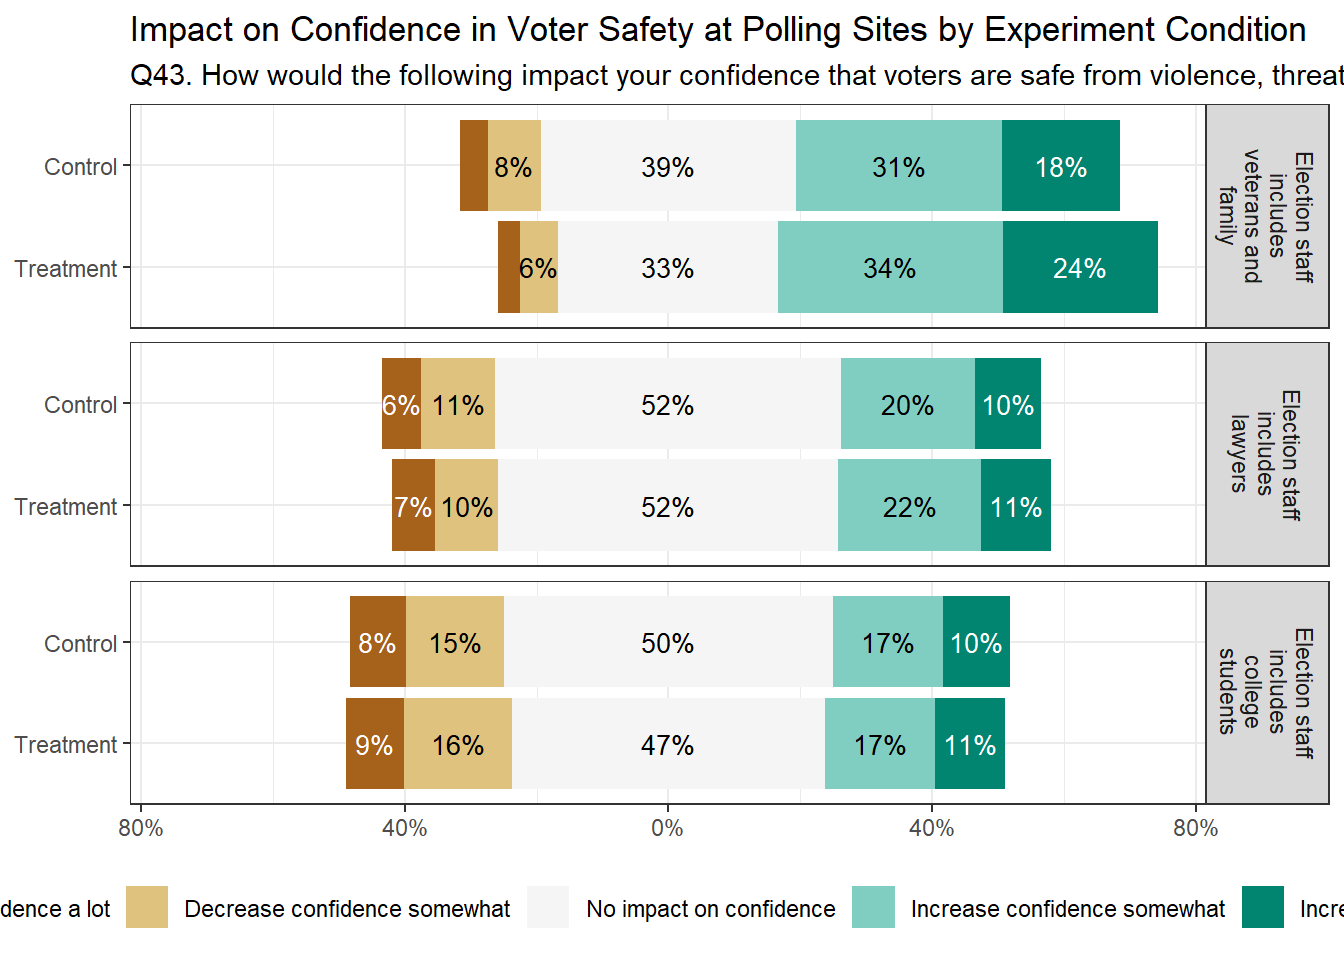 Impact on Confidence in Voter Safety at Polling Sites by Experiment Condition
Q43. How would the following impact your confidence that voters are safe from violence, threat
Control
8%
39%
31%
18%
Treatment
6%
33%
34%
24%
Election staff
includes
veterans and
family
Control
6%
11%
52%
20%
10%
Treatment
7%
10%
52%
22%
11%
Election staff
includes
lawyers
Control
8%
15%
50%
17%
10%
Treatment
9%
16%
47%
17%
11%
Election staff
includes
college
students
80%
40%
0%
40%
80%
dence a lot
Decrease confidence somewhat
No impact on confidence
Increase confidence somewhat
Incre